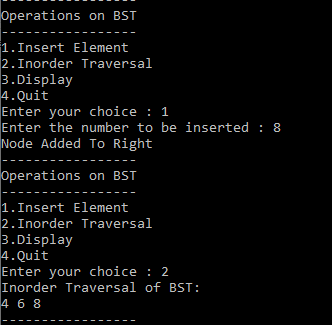 -----------------
Operations on BST
-----------------
1.Insert Element
2.Inorder Traversal
3.Display
4.Quit
Enter your choice : 1
Enter the number to be inserted : 8
Node Added To Right
-----------------
Operations on BST
-----------------
1.Insert Element
2.Inorder Traversal
3.Display
4.Quit
Enter your choice : 2
Inorder Traversal of BST:
4 6 8
-----------------